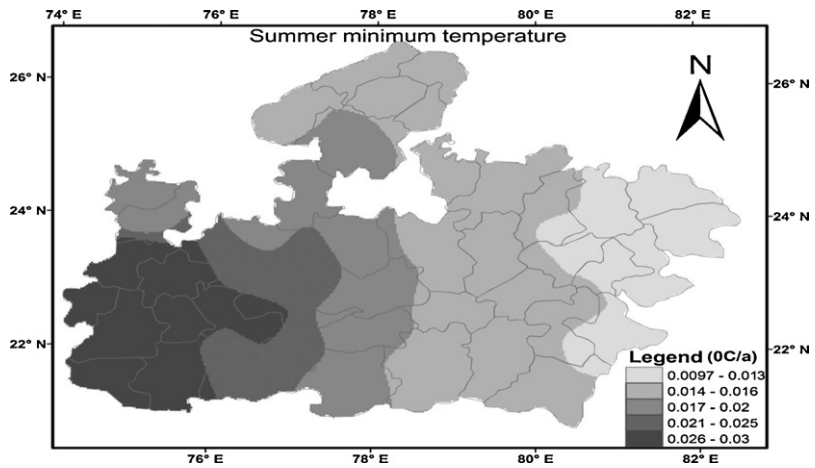 74° E 76° E 78° E 80° E 82° E
Summer minimum temperature
26° N 26° N
N
24° N 24° N
22° N 22° N
Legend (0C/a)
0.0097 - 0.013
0.014 - 0.016
0.017 - 0.02
0.021 - 0.025
0.026 - 0.03
76° E 78° E 80° E 82° E